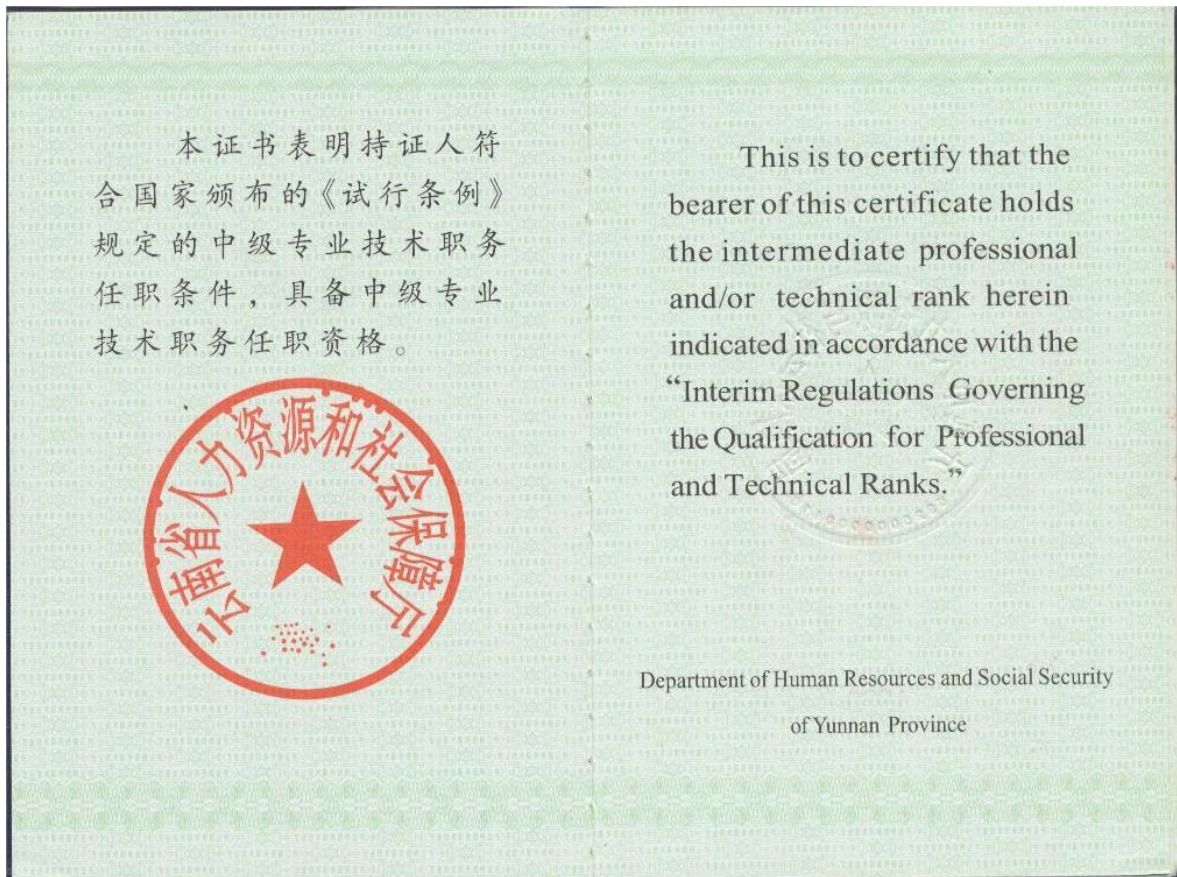 本证书表明持证人符
合国家颁布的《试行条例》
规定的中级专业技术职务
任职条件，具备中级专业
技术职务任职资格。
云南省人力资源和社会保障厅
This is to certify that the
bearer of this certificate holds
the intermediate professional
and/or technical rank herein
indicated in accordance with the
“Interim Regulations Governing
the Qualification for Professional
and Technical Ranks.”
Department of Human Resources and Social Security
of Yunnan Province